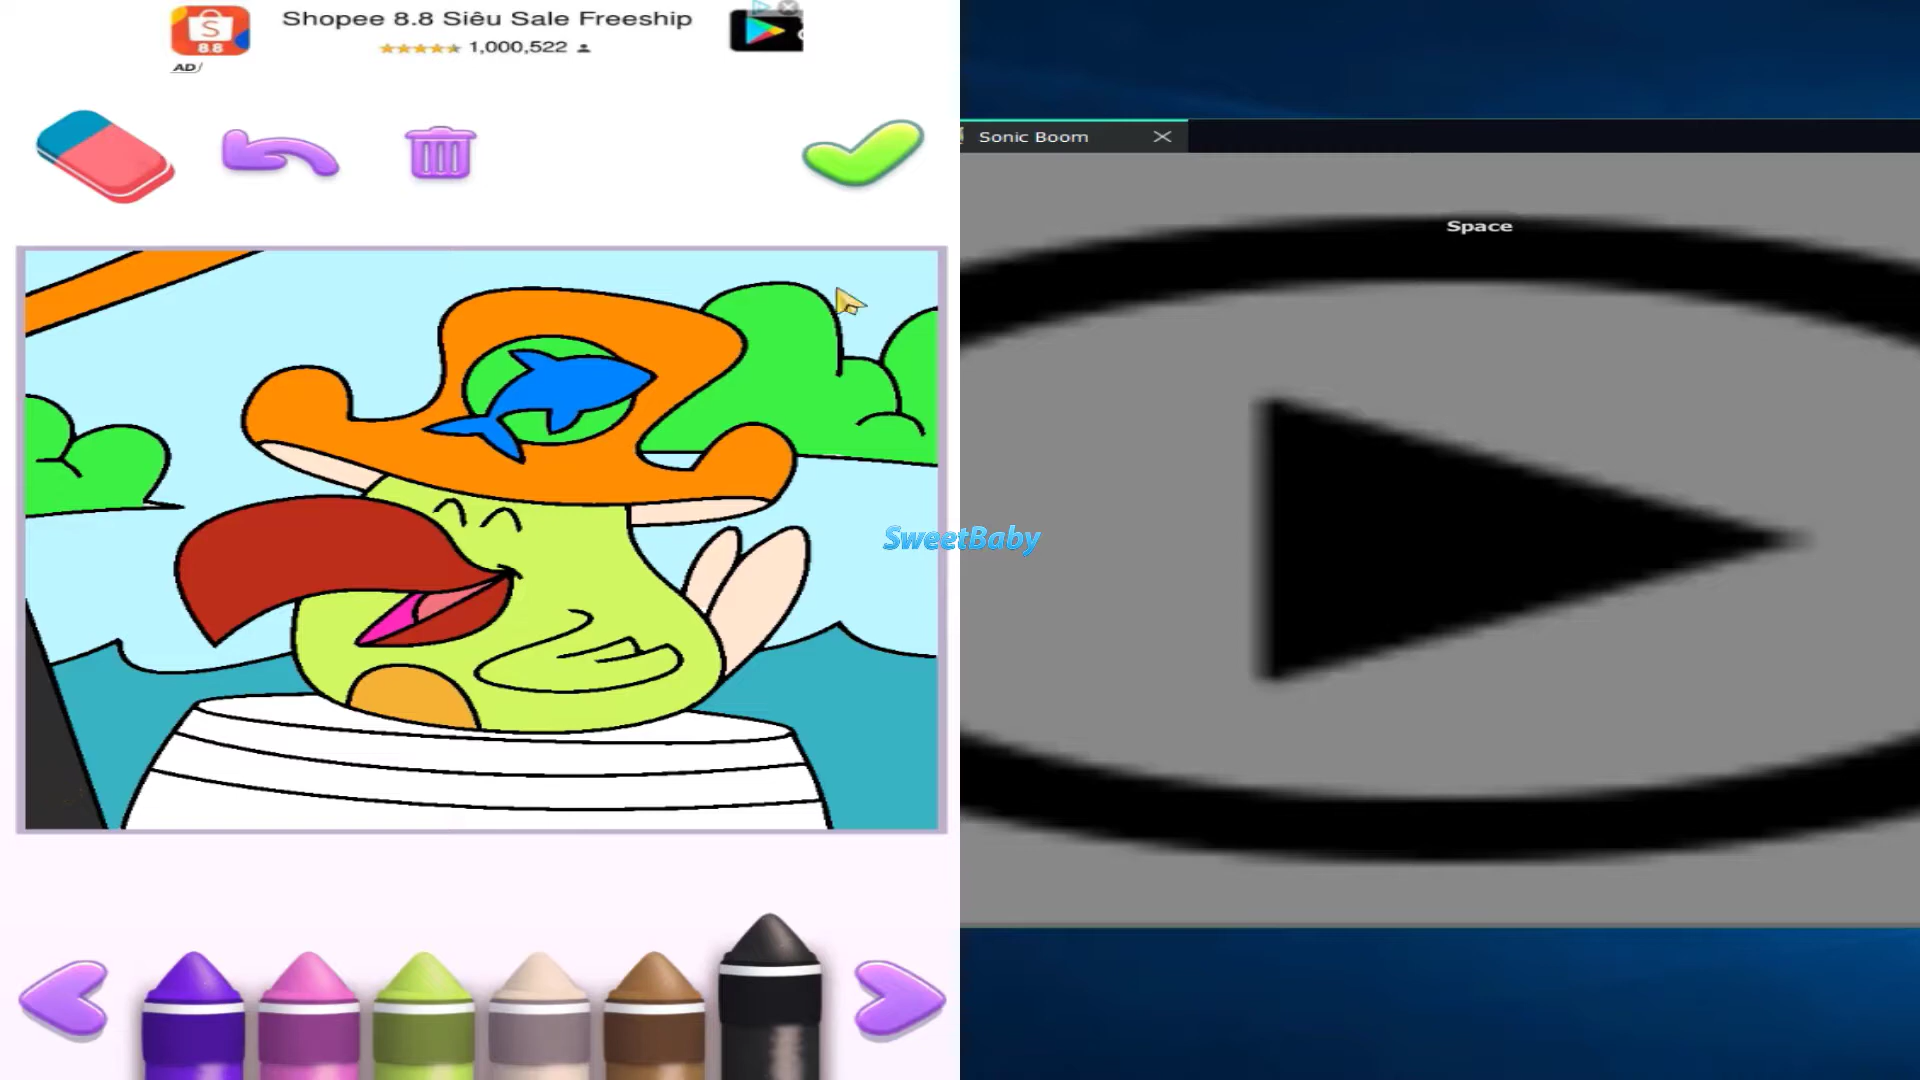 Shopee 8.8 Siêu Sale Freeship
1,000,522
8.8
AD
Sonic Boom
Space
SweetBaby